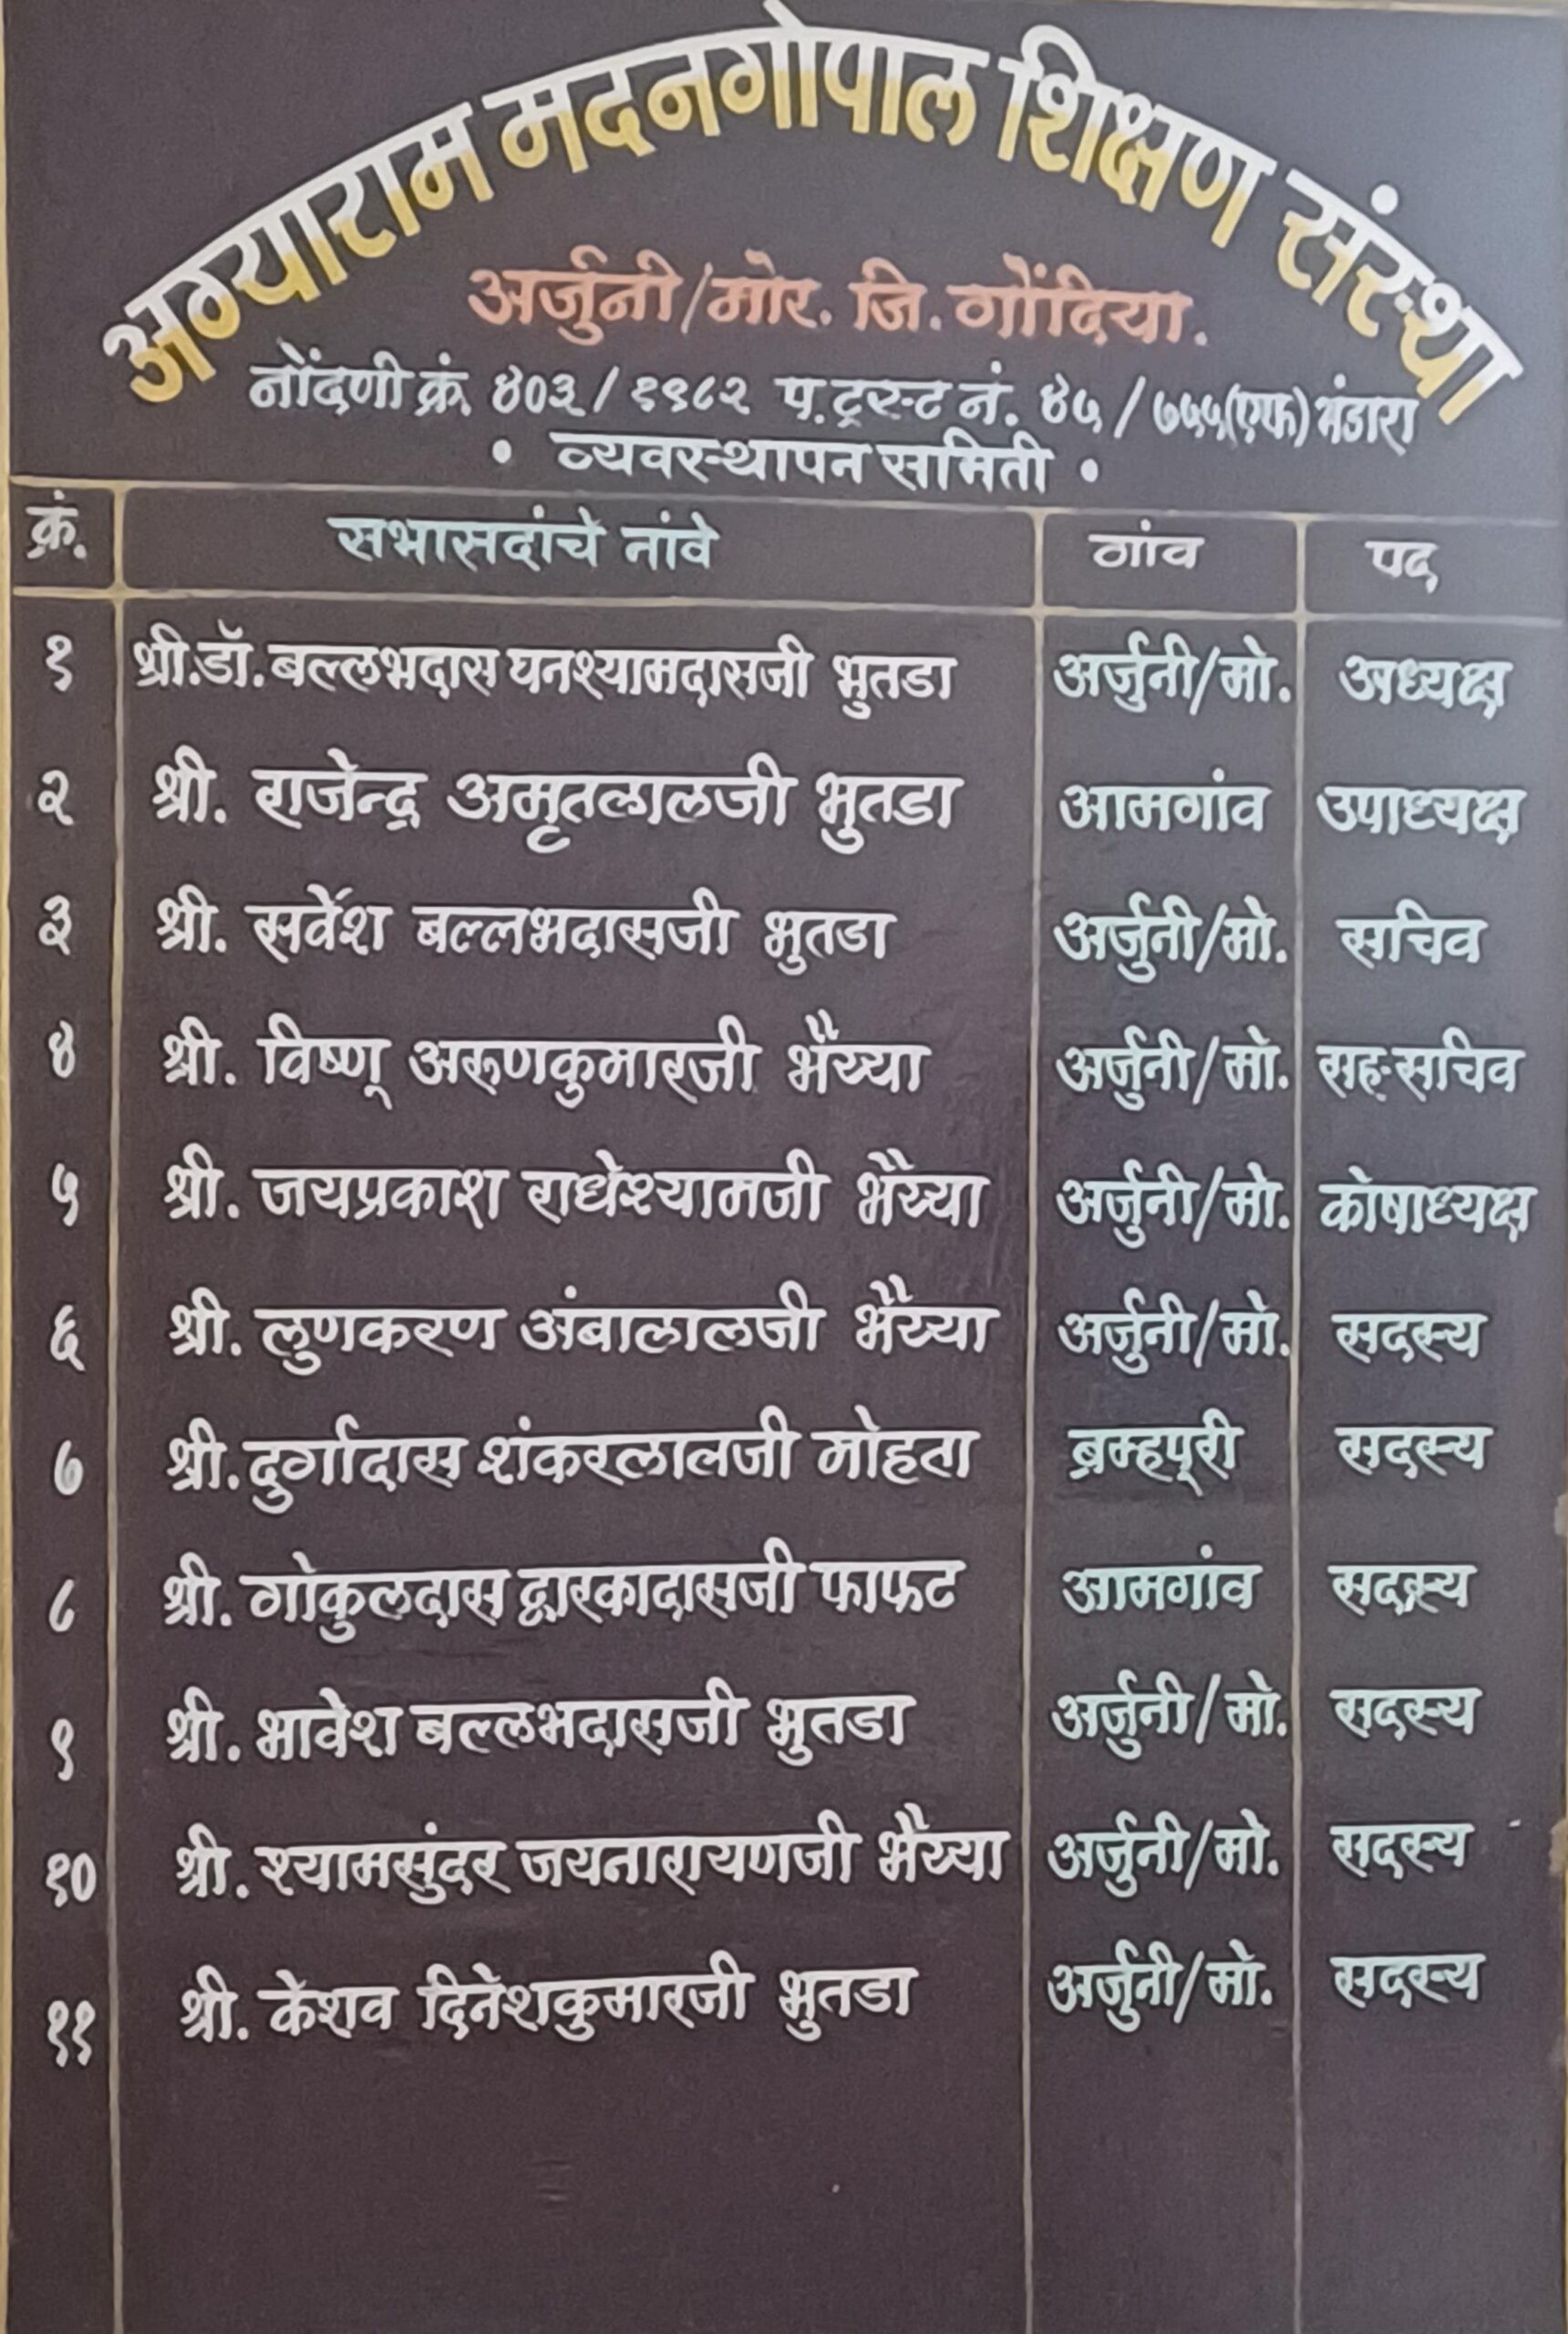 अग्याराम मदनगोपाल शिक्षण संस्था
अर्जुनी/मोर. जि. गोंदिया.
नोंदणी क्रं ४०३/१९८२ प.ट्रस्ट नं. ४५/७५५(एफ) भंडारा
• व्यवस्थापन समिती •
क्रं. सभासदांचे नांवे गांव पद
१ श्री.डॉ. बल्लभदास घनश्यामदासजी भुतडा अर्जुनी/मो. अध्यक्ष
२ श्री. राजेन्द्र अमृतलालजी भुतडा आमगांव उपाध्यक्ष
३ श्री. सर्वेश बल्लभदासजी भुतडा अर्जुनी/मो. सचिव
४ श्री. विष्णू अरुणकुमारजी भैय्या अर्जुनी/मो. सह-सचिव
५ श्री. जयप्रकाश राधेश्यामजी भैय्या अर्जुनी/मो. कोषाध्यक्ष
६ श्री. लुणकरण अंबालालजी भैय्या अर्जुनी/मो. सदस्य
७ श्री. दुर्गादास शंकरलालजी मोहता ब्रम्हपूरी सदस्य
८ श्री. गोकुलदास द्वारकादासजी फाफट आमगांव सदस्य
९ श्री. भावेश बल्लभदासजी भुतडा अर्जुनी/मो. सदस्य
१० श्री. श्यामसुंदर जयनारायणजी भैय्या अर्जुनी/मो. सदस्य
११ श्री. केशव दिनेशकुमारजी भुतडा अर्जुनी/मो. सदस्य